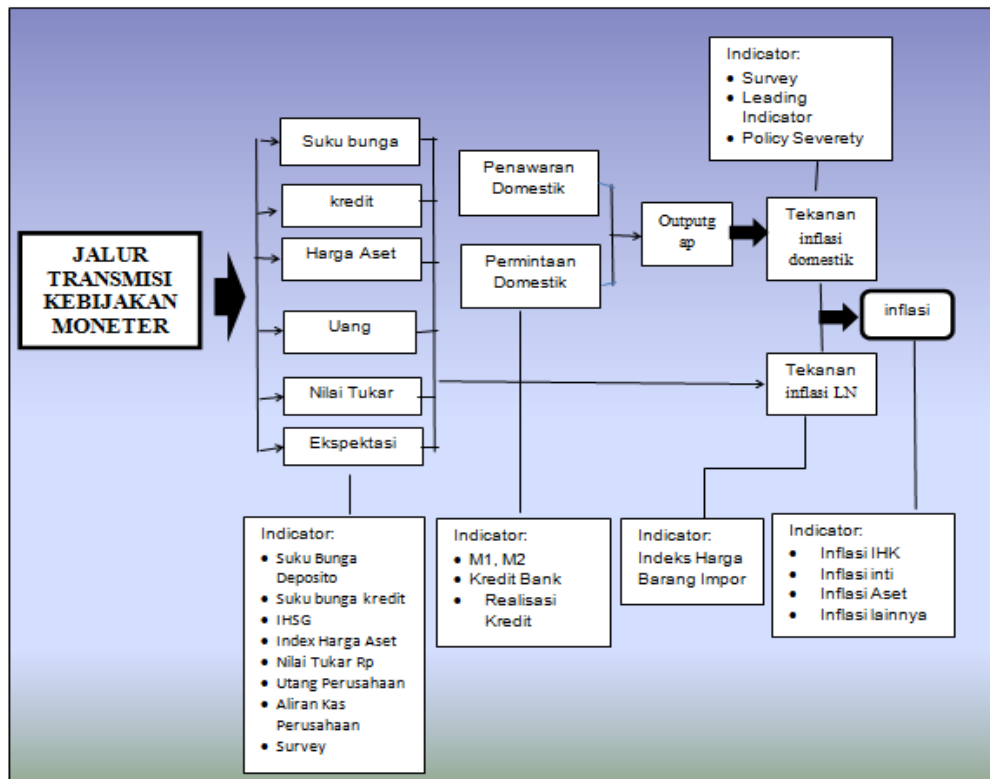 JALUR
TRANSMISI
KEBIJAKAN
MONETER
Suku bunga
kredit
Harga Aset
Uang
Nilai Tukar
Ekspektasi
Penawaran
Domestik
Permintaan
Domestik
Outputg
ap
Indicator:
• Survey
• Leading
Indicator
• Policy Severety
Tekanan
inflasi
domestik
inflasi
Tekanan
inflasi LN
Indicator:
• Suku Bunga
Deposito
• Suku bunga kredit
• IHSG
• Index Harga Aset
• Nilai Tukar Rp
• Utang Perusahaan
• Aliran Kas
Perusahaan
• Survey
Indicator:
• M1, M2
• Kredit Bank
• Realisasi
Kredit
Indicator:
Indeks Harga
Barang Impor
Indicator:
• Inflasi IHK
• Inflasi inti
• Inflasi Aset
• Inflasi lainnya